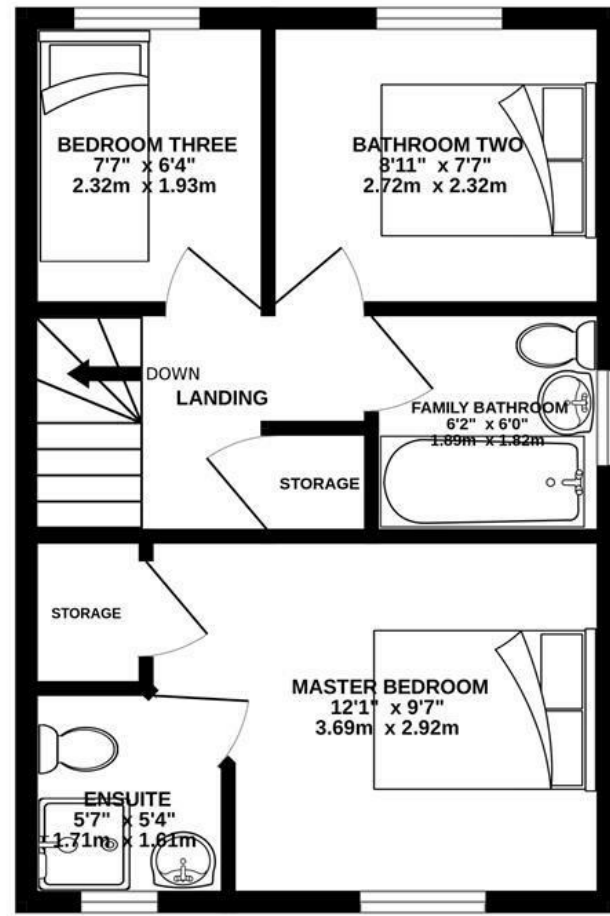 BEDROOM THREE
7'7" x 6'4"
2.32m x 1.93m
BATHROOM TWO
8'11" x 7'7"
2.72m x 2.32m
DOWN
LANDING
FAMILY BATHROOM
6'2" x 6'0"
1.89m x 1.82m
STORAGE
STORAGE
MASTER BEDROOM
12'1" x 9'7"
3.69m x 2.92m
ENSUITE
5'7" x 5'4"
1.71m x 1.61m